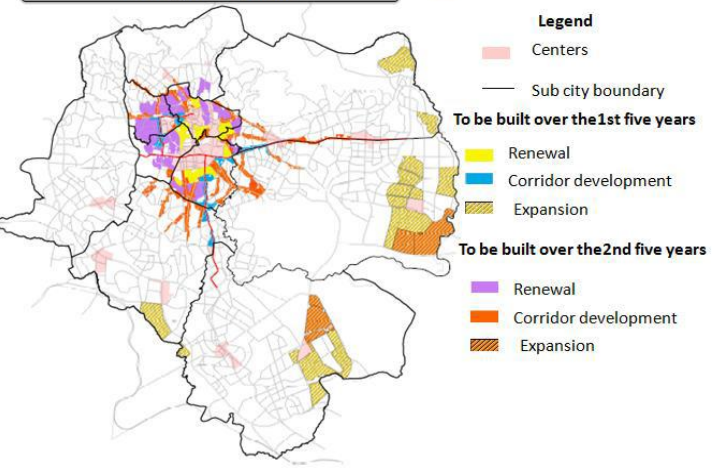 Legend
Centers
Sub city boundary
To be built over the1st five years
Renewal
Corridor development
Expansion
To be built over the2nd five years
Renewal
Corridor development
Expansion